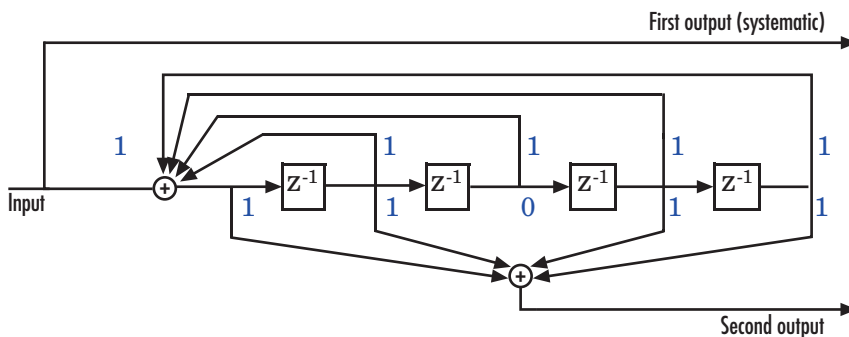 First output (systematic)
1 1 1 1 1
z-1 z-1 z-1 z-1
+
Input
1 1 0 1 1
+
Second output